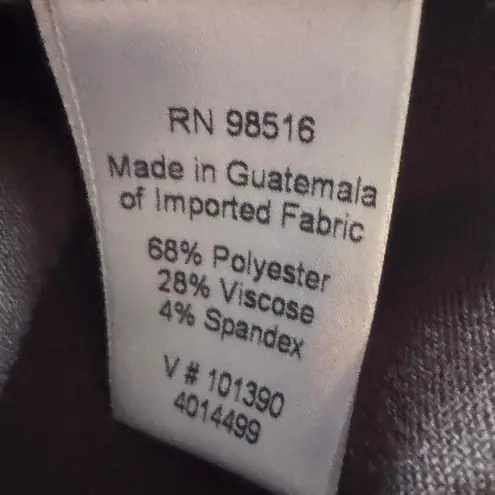 RN 98516
Made in Guatemala
of Imported Fabric
68% Polyester
28% Viscose
4% Spandex
V # 101390
4014499